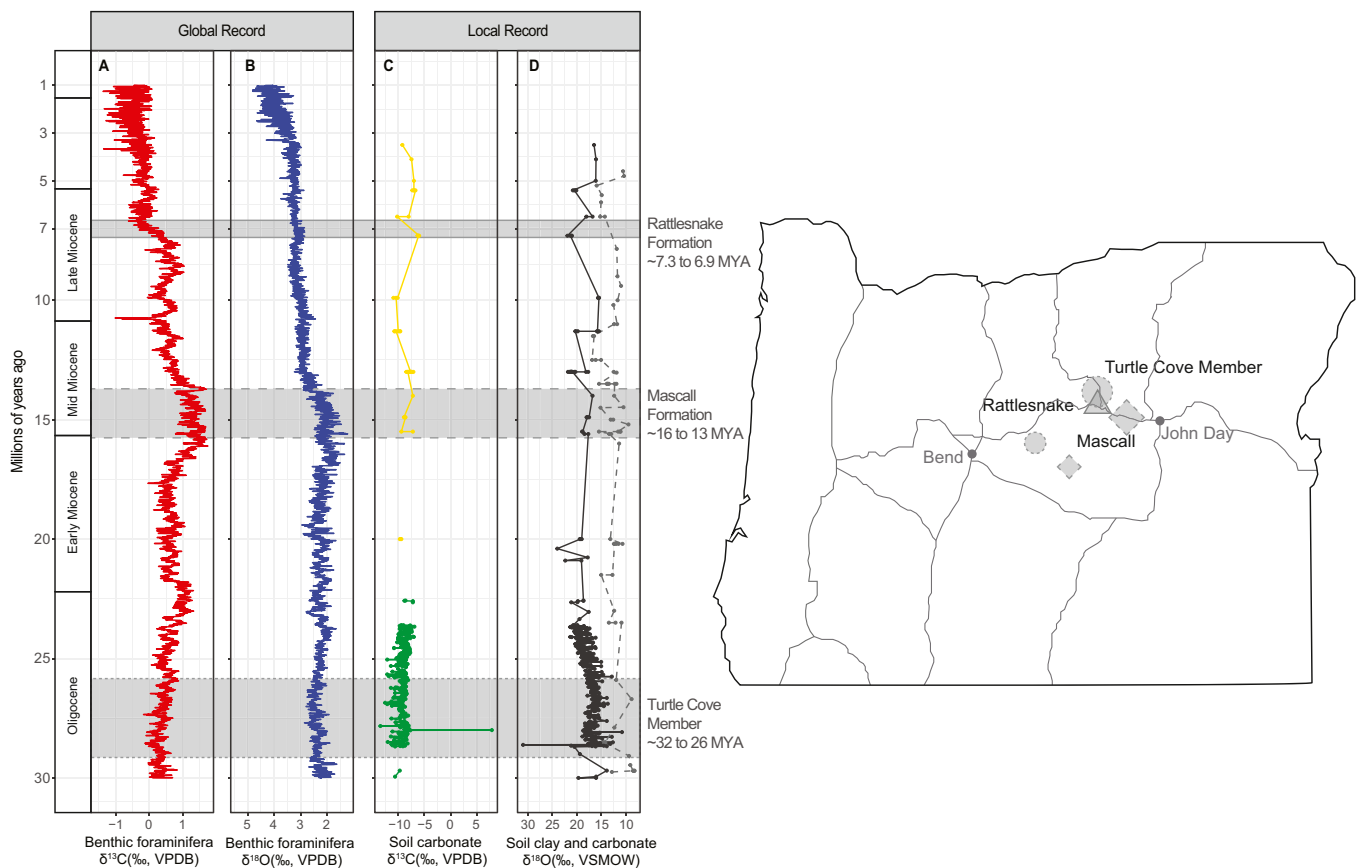 Global Record
Local Record
A
B
C
D
Millions of years ago
1
3
5
7
10
15
20
25
30
Late Miocene
Mid Miocene
Early Miocene
Oligocene
Rattlesnake
Formation
~7.3 to 6.9 MYA
Mascall
Formation
~16 to 13 MYA
Turtle Cove
Member
~32 to 26 MYA
−1 0 1
5 4 3 2
−10 −5 0 5
30 25 20 15 10
Benthic foraminifera
δ¹³C(‰, VPDB)
Benthic foraminifera
δ¹⁸O(‰, VPDB)
Soil carbonate
δ¹³C(‰, VPDB)
Soil clay and carbonate
δ¹⁸O(‰, VSMOW)
Turtle Cove Member
Rattlesnake
Mascall
John Day
Bend